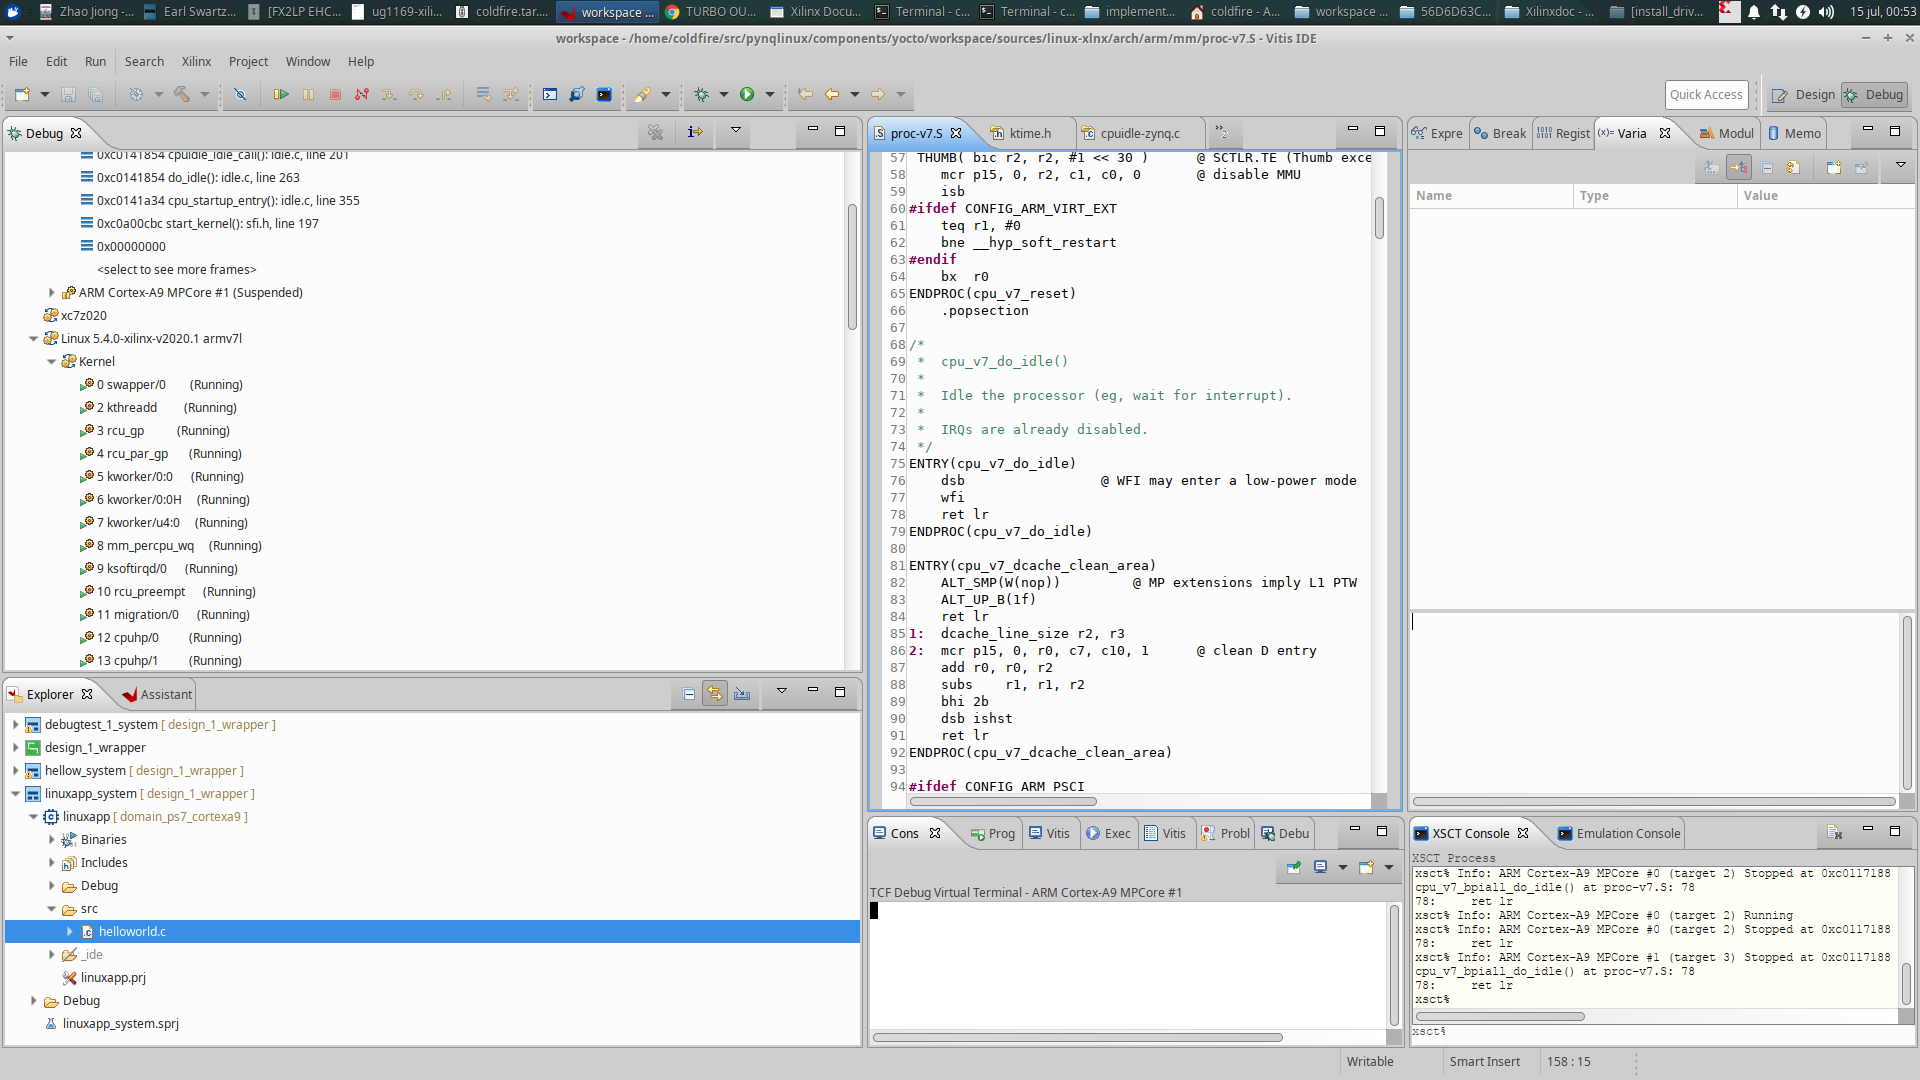 Zhao Jiong -...
Earl Swartz...
[FX2LP EHC...
ug1169-xili...
coldfire.tar....
workspace ...
TURBO OU...
Xilinx Docu...
Terminal - c...
Terminal - c...
implement...
coldfire - A...
workspace ...
56D6D63C...
Xilinxdoc - ...
[install_driv...
15 jul, 00:53
workspace - /home/coldfire/src/pynqlinux/components/yocto/workspace/sources/linux-xlnx/arch/arm/mm/proc-v7.S - Vitis IDE
File Edit Run Search Xilinx Project Window Help
Quick Access
Design
Debug
Debug
0xc0141854 cpuidle_idle_call(): idle.c, line 201
0xc0141854 do_idle(): idle.c, line 263
0xc0141a34 cpu_startup_entry(): idle.c, line 355
0xc0a00cbc start_kernel(): sfi.h, line 197
0x00000000
<select to see more frames>
ARM Cortex-A9 MPCore #1 (Suspended)
xc7z020
Linux 5.4.0-xilinx-v2020.1 armv7l
Kernel
0 swapper/0 (Running)
2 kthreadd (Running)
3 rcu_gp (Running)
4 rcu_par_gp (Running)
5 kworker/0:0 (Running)
6 kworker/0:0H (Running)
7 kworker/u4:0 (Running)
8 mm_percpu_wq (Running)
9 ksoftirqd/0 (Running)
10 rcu_preempt (Running)
11 migration/0 (Running)
12 cpuhp/0 (Running)
13 cpuhp/1 (Running)
Explorer
Assistant
debugtest_1_system [ design_1_wrapper ]
design_1_wrapper
hellow_system [ design_1_wrapper ]
linuxapp_system [ design_1_wrapper ]
linuxapp [ domain_ps7_cortexa9 ]
Binaries
Includes
Debug
src
helloworld.c
_ide
linuxapp.prj
Debug
linuxapp_system.sprj
proc-v7.S
ktime.h
cpuidle-zynq.c
»2
57 THUMB( bic r2, r2, #1 << 30 ) @ SCTLR.TE (Thumb exce
58 mcr p15, 0, r2, c1, c0, 0 @ disable MMU
59 isb
60 #ifdef CONFIG_ARM_VIRT_EXT
61 teq r1, #0
62 bne __hyp_soft_restart
63 #endif
64 bx r0
65 ENDPROC(cpu_v7_reset)
66 .popsection
67
68 /*
69 * cpu_v7_do_idle()
70 *
71 * Idle the processor (eg, wait for interrupt).
72 *
73 * IRQs are already disabled.
74 */
75 ENTRY(cpu_v7_do_idle)
76 dsb @ WFI may enter a low-power mode
77 wfi
78 ret lr
79 ENDPROC(cpu_v7_do_idle)
80
81 ENTRY(cpu_v7_dcache_clean_area)
82 ALT_SMP(W(nop)) @ MP extensions imply L1 PTW
83 ALT_UP_B(1f)
84 ret lr
85 1: dcache_line_size r2, r3
86 2: mcr p15, 0, r0, c7, c10, 1 @ clean D entry
87 add r0, r0, r2
88 subs r1, r1, r2
89 bhi 2b
90 dsb ishst
91 ret lr
92 ENDPROC(cpu_v7_dcache_clean_area)
93
94 #ifdef CONFIG_ARM_PSCI
Cons
Prog
Vitis
Exec
Vitis
Probl
Debu
TCF Debug Virtual Terminal - ARM Cortex-A9 MPCore #1
Expre
Break
Regist
Varia
Modul
Memo
Name Type Value
XSCT Console
Emulation Console
XSCT Process
xsct% Info: ARM Cortex-A9 MPCore #0 (target 2) Stopped at 0xc0117188
cpu_v7_bpiall_do_idle() at proc-v7.S: 78
78: ret lr
xsct% Info: ARM Cortex-A9 MPCore #0 (target 2) Running
xsct% Info: ARM Cortex-A9 MPCore #0 (target 2) Stopped at 0xc0117188
78: ret lr
xsct% Info: ARM Cortex-A9 MPCore #1 (target 3) Stopped at 0xc0117188
cpu_v7_bpiall_do_idle() at proc-v7.S: 78
78: ret lr
xsct%
xsct%
Writable
Smart Insert
158 : 15